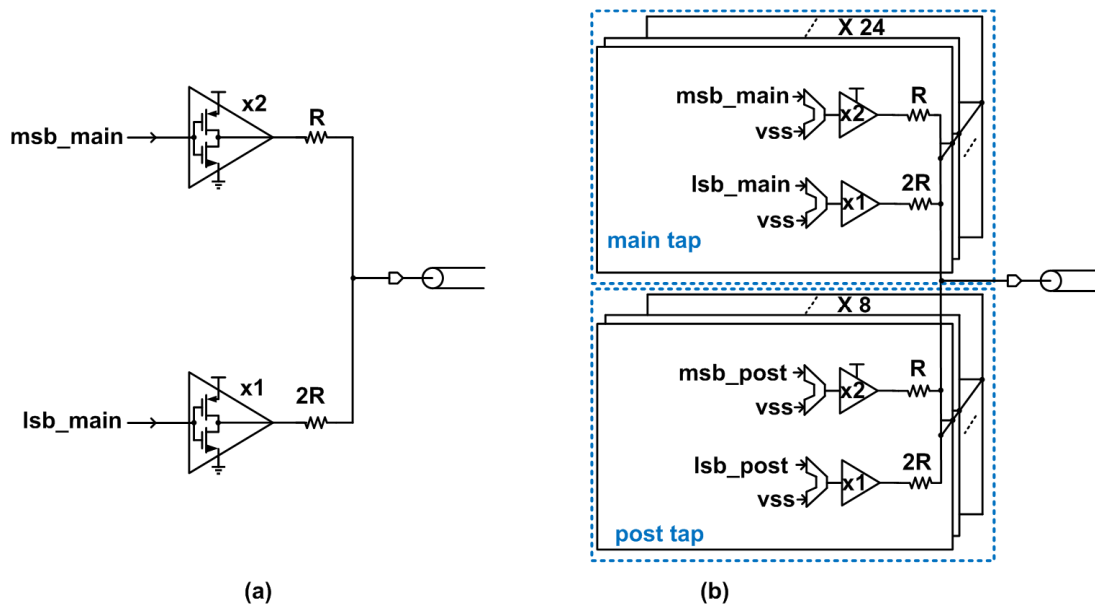 x2
R
msb_main
x1
2R
lsb_main
(a)
X 24
msb_main
R
x2
vss
lsb_main
2R
x1
vss
main tap
X 8
msb_post
R
x2
vss
lsb_post
2R
x1
vss
post tap
(b)